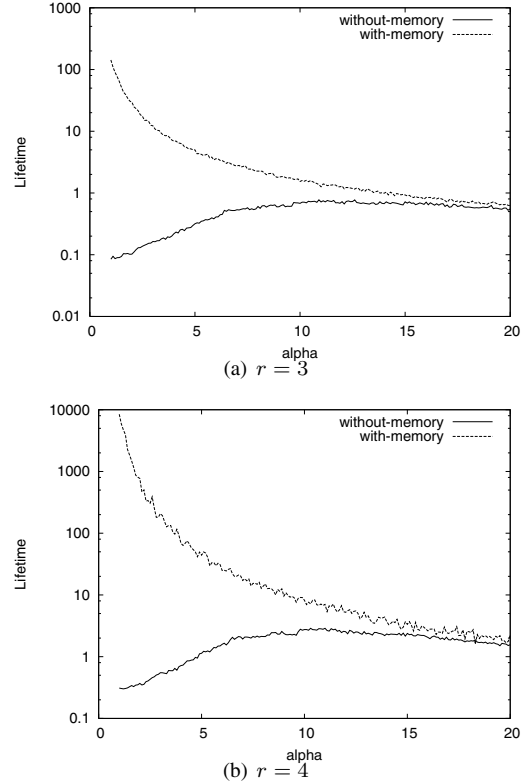 1000
without-memory
with-memory
100
10
Lifetime
1
0.1
0.01
0 5 10 15 20
alpha
(a) r = 3
10000
without-memory
with-memory
1000
100
Lifetime
10
1
0.1
0 5 10 15 20
alpha
(b) r = 4